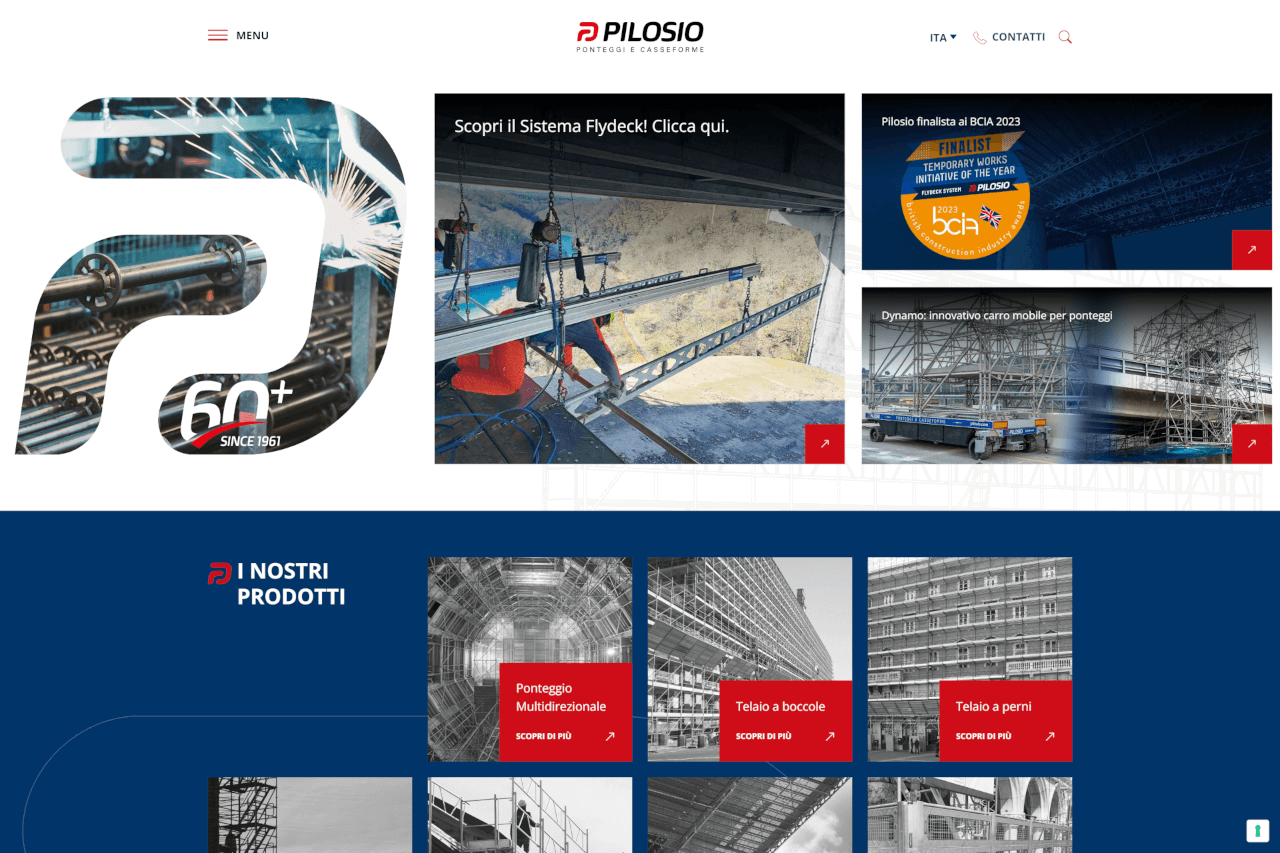 MENU
PILOSIO
PONTEGGI E CASSEFORME
ITA
CONTATTI
60+
SINCE 1961
Scopri il Sistema Flydeck! Clicca qui.
Pilosio finalista ai BCIA 2023
FINALIST
TEMPORARY WORKS
INITIATIVE OF THE YEAR
FLYDECK SYSTEM PILOSIO
2023
bcia
british construction industry awards
Dynamo: innovativo carro mobile per ponteggi
PONTEGGI E CASSEFORME
I NOSTRI
PRODOTTI
Ponteggio
Multidirezionale
SCOPRI DI PIÙ
Telaio a boccole
SCOPRI DI PIÙ
Telaio a perni
SCOPRI DI PIÙ